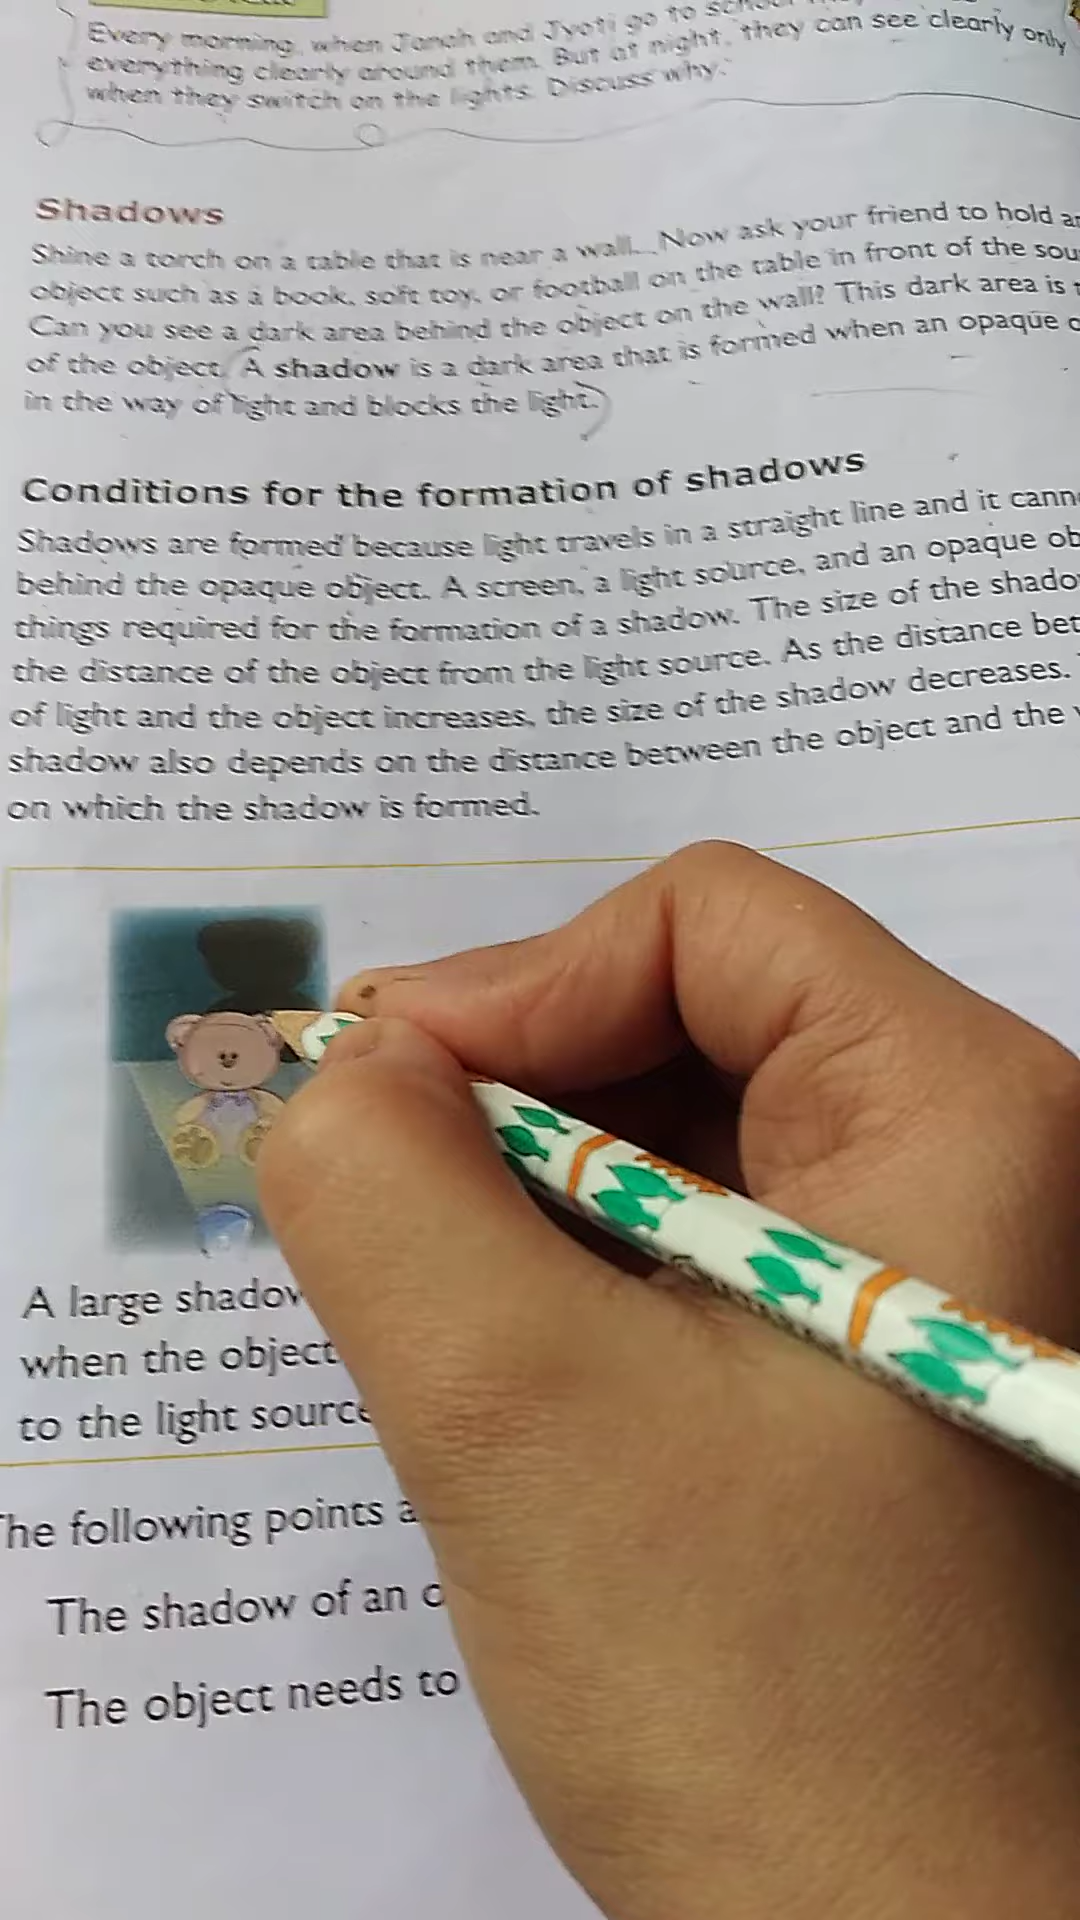 Every morning, when Janah and Jyoti go to school
everything clearly around them. But at night, they can see clearly only
when they switch on the lights. Discuss why.
Shadows
Shine a torch on a table that is near a wall. Now ask your friend to hold an
object such as a book, soft toy, or football on the table in front of the sou
Can you see a dark area behind the object on the wall? This dark area is t
of the object. A shadow is a dark area that is formed when an opaque o
in the way of light and blocks the light.
Conditions for the formation of shadows
Shadows are formed because light travels in a straight line and it cann
behind the opaque object. A screen, a light source, and an opaque ob
things required for the formation of a shadow. The size of the shado
the distance of the object from the light source. As the distance bet
of light and the object increases, the size of the shadow decreases.
shadow also depends on the distance between the object and the
on which the shadow is formed.
A large shadow
when the object
to the light source
The following points a
The shadow of an o
The object needs to